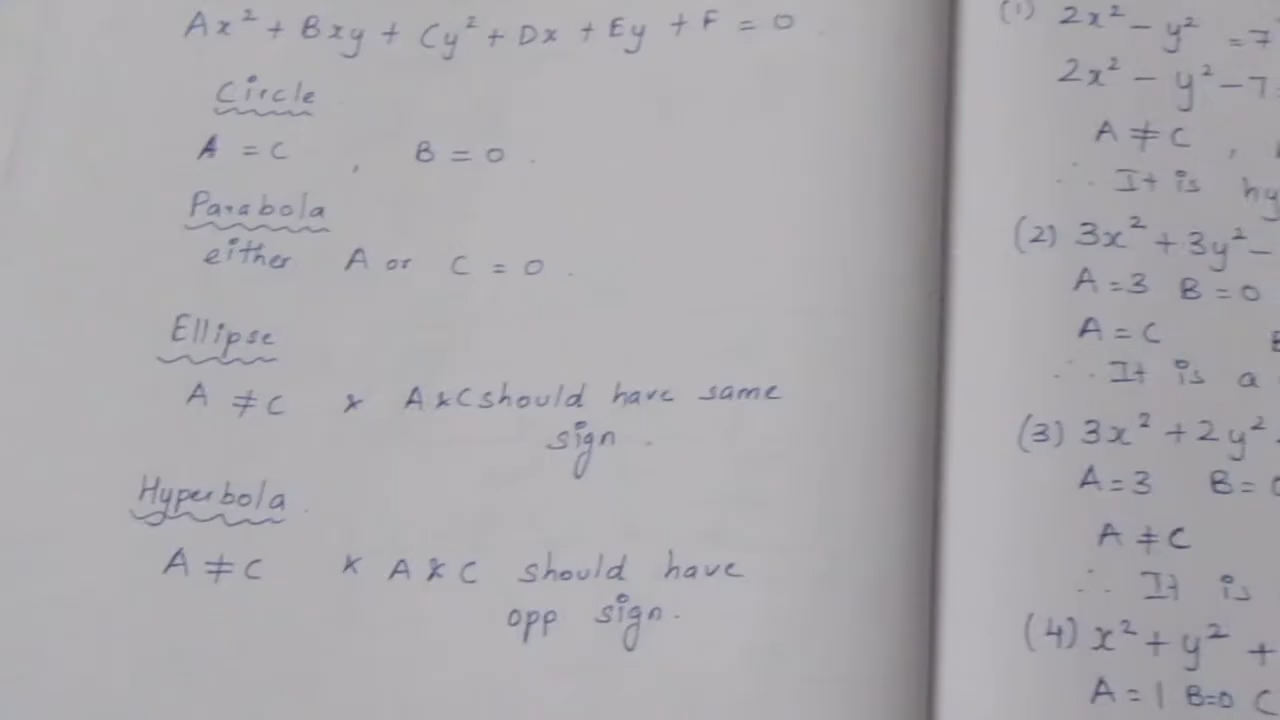 Ax² + Bxy + Cy² + Dx + Ey + F = 0
Circle
A = C , B = 0 .
Parabola
either A or C = 0 .
Ellipse
A ≠ C & A & C should have same
sign .
Hyperbola .
A ≠ C & A & C should have
opp sign.
(1) 2x² - y² = 7
2x² - y² - 7
A ≠ C ,
∴ It is hy
(2) 3x² + 3y² -
A = 3 B = 0
A = C
∴ It is a
(3) 3x² + 2y²
A = 3 B =
A ≠ C
∴ It is
(4) x² + y² +
A = 1 B=0 C